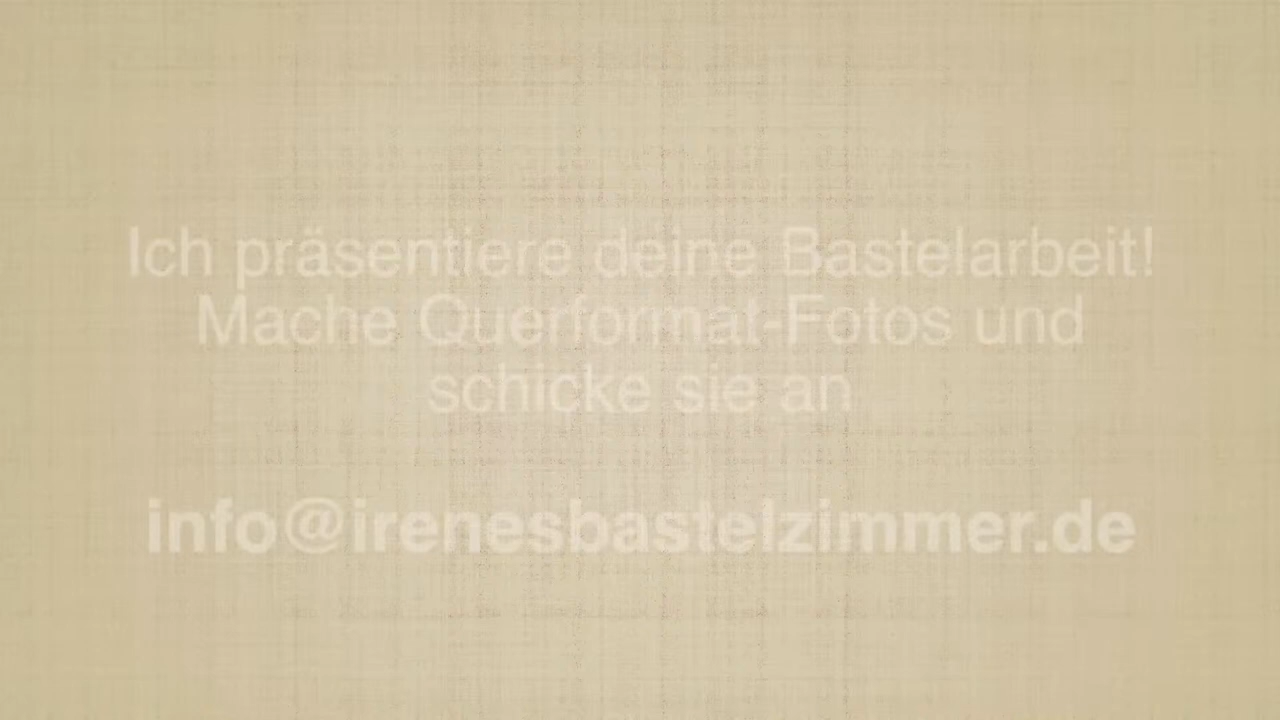 Ich präsentiere deine Bastelarbeit!
Mache Querformat-Fotos und
schicke sie an
info@irenesbastelzimmer.de